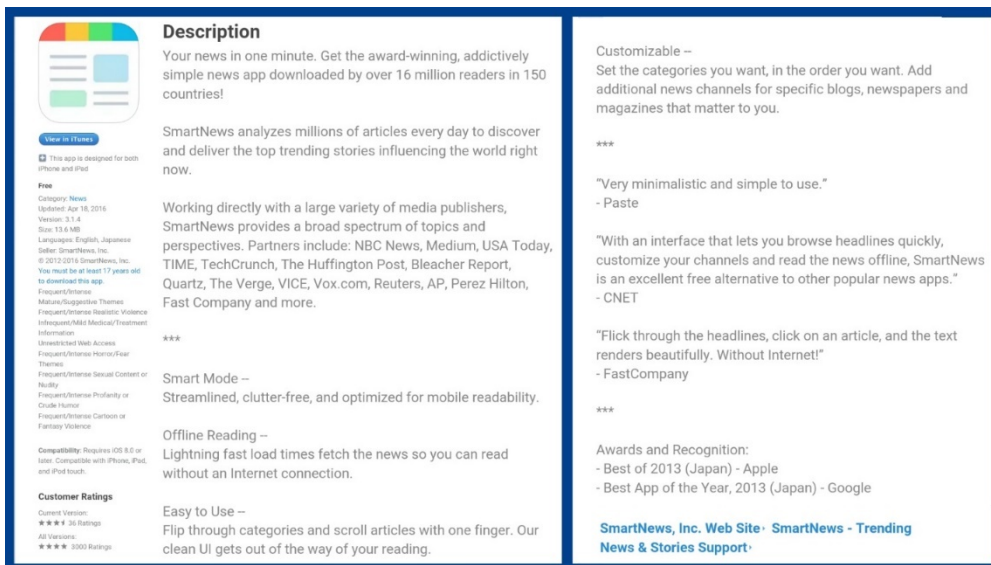 View in iTunes
This app is designed for both
iPhone and iPad
Free
Category: News
Updated: Apr 18, 2016
Version: 3.1.4
Size: 13.6 MB
Languages: English, Japanese
Seller: SmartNews, Inc.
© 2012-2016 SmartNews, Inc.
You must be at least 17 years old
to download this app.
Frequent/Intense
Mature/Suggestive Themes
Frequent/Intense Realistic Violence
Infrequent/Mild Medical/Treatment
Information
Unrestricted Web Access
Frequent/Intense Horror/Fear
Themes
Frequent/Intense Sexual Content or
Nudity
Frequent/Intense Profanity or
Crude Humor
Frequent/Intense Cartoon or
Fantasy Violence
Compatibility: Requires iOS 8.0 or
later. Compatible with iPhone, iPad,
and iPod touch.
Customer Ratings
Current Version:
★★★⯨ 36 Ratings
All Versions:
★★★★ 3000 Ratings
Description
Your news in one minute. Get the award-winning, addictively
simple news app downloaded by over 16 million readers in 150
countries!
SmartNews analyzes millions of articles every day to discover
and deliver the top trending stories influencing the world right
now.
Working directly with a large variety of media publishers,
SmartNews provides a broad spectrum of topics and
perspectives. Partners include: NBC News, Medium, USA Today,
TIME, TechCrunch, The Huffington Post, Bleacher Report,
Quartz, The Verge, VICE, Vox.com, Reuters, AP, Perez Hilton,
Fast Company and more.
***
Smart Mode --
Streamlined, clutter-free, and optimized for mobile readability.
Offline Reading --
Lightning fast load times fetch the news so you can read
without an Internet connection.
Easy to Use --
Flip through categories and scroll articles with one finger. Our
clean UI gets out of the way of your reading.
Customizable --
Set the categories you want, in the order you want. Add
additional news channels for specific blogs, newspapers and
magazines that matter to you.
***
“Very minimalistic and simple to use.”
- Paste
“With an interface that lets you browse headlines quickly,
customize your channels and read the news offline, SmartNews
is an excellent free alternative to other popular news apps.”
- CNET
“Flick through the headlines, click on an article, and the text
renders beautifully. Without Internet!”
- FastCompany
***
Awards and Recognition:
- Best of 2013 (Japan) - Apple
- Best App of the Year, 2013 (Japan) - Google
SmartNews, Inc. Web Site› SmartNews - Trending
News & Stories Support›